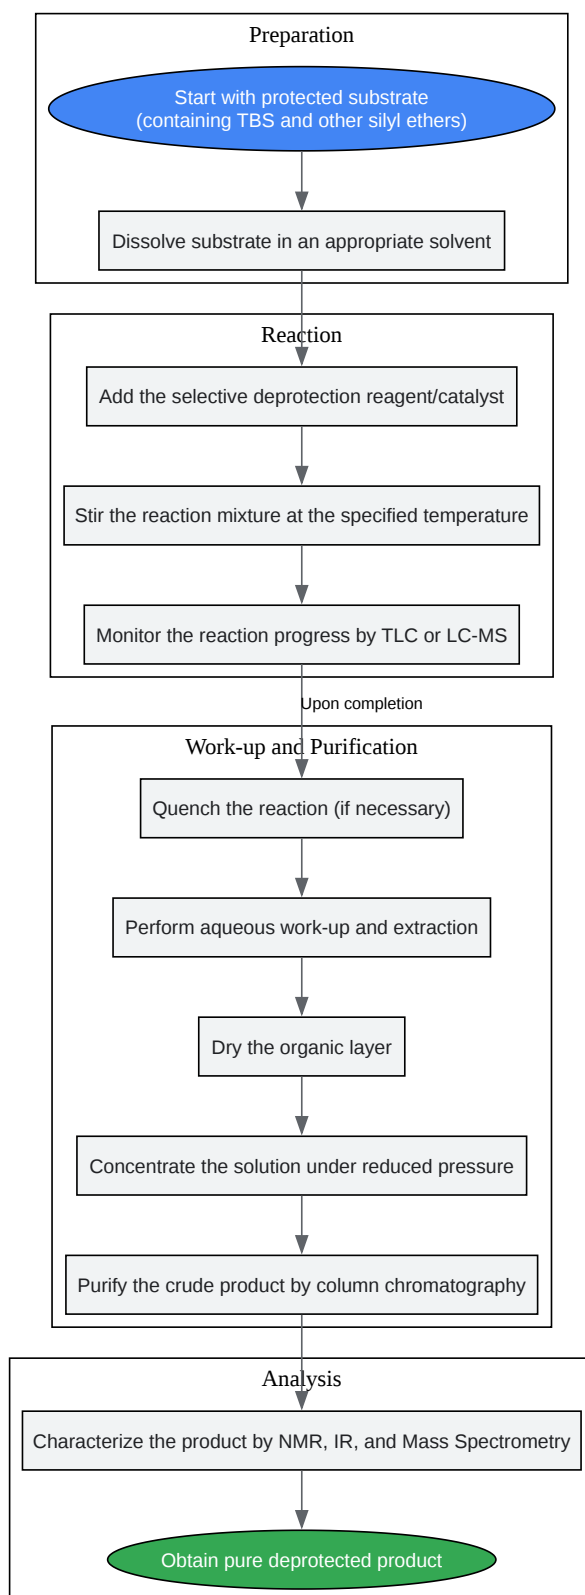 Preparation
Start with protected substrate
(containing TBS and other silyl ethers)
Dissolve substrate in an appropriate solvent
Reaction
Add the selective deprotection reagent/catalyst
Stir the reaction mixture at the specified temperature
Monitor the reaction progress by TLC or LC-MS
Upon completion
Work-up and Purification
Quench the reaction (if necessary)
Perform aqueous work-up and extraction
Dry the organic layer
Concentrate the solution under reduced pressure
Purify the crude product by column chromatography
Analysis
Characterize the product by NMR, IR, and Mass Spectrometry
Obtain pure deprotected product